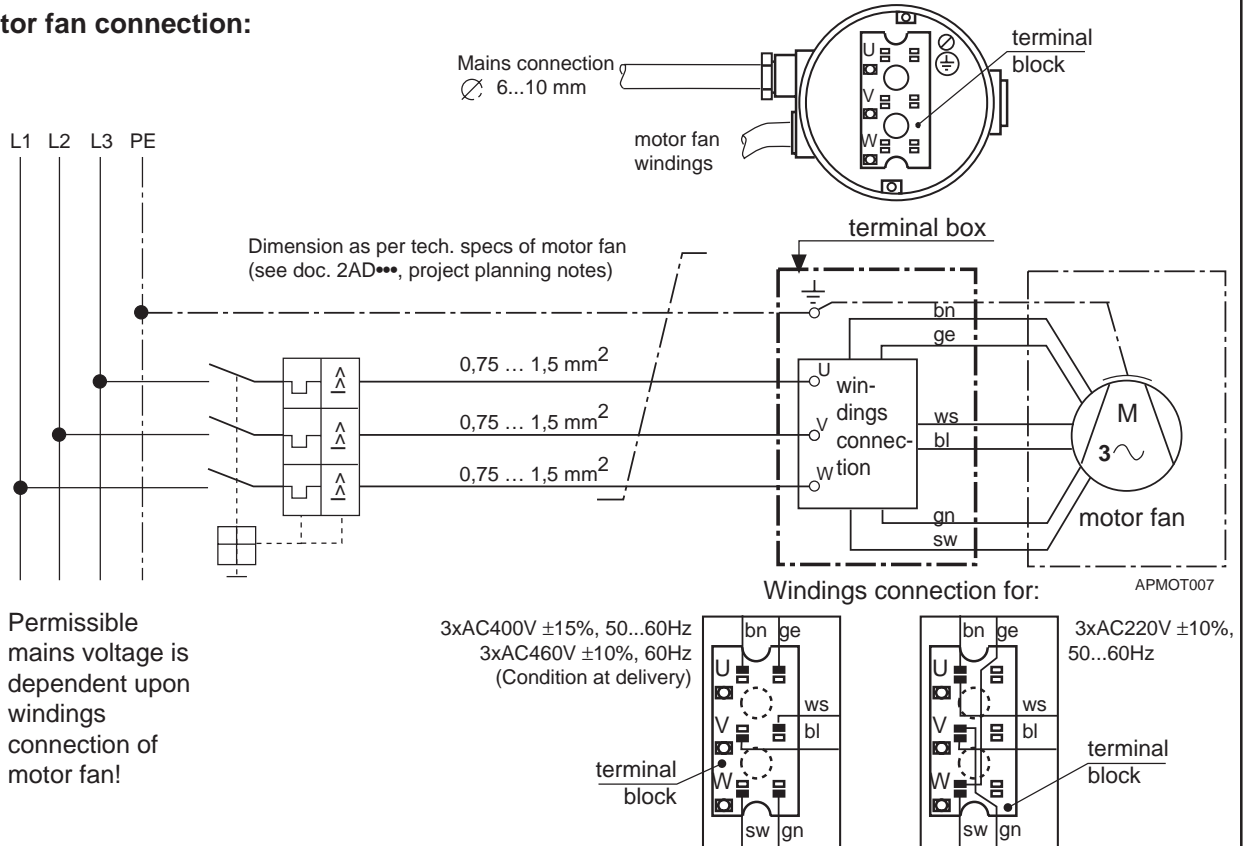 tor fan connection:
Mains connection
∅ 6...10 mm
motor fan
windings
U
V
W
terminal
block
L1 L2 L3 PE
Dimension as per tech. specs of motor fan
(see doc. 2AD•••, project planning notes)
terminal box
0,75 … 1,5 mm²
0,75 … 1,5 mm²
0,75 … 1,5 mm²
U
V
W
win-
dings
connec-
tion
bn
ge
ws
bl
gn
sw
M
3
motor fan
APMOT007
Permissible
mains voltage is
dependent upon
windings
connection of
motor fan!
Windings connection for:
3xAC400V ±15%, 50...60Hz
3xAC460V ±10%, 60Hz
(Condition at delivery)
bn ge
U
V
W
ws
bl
sw gn
terminal
block
3xAC220V ±10%,
50...60Hz
bn ge
U
V
W
ws
bl
sw gn
terminal
block